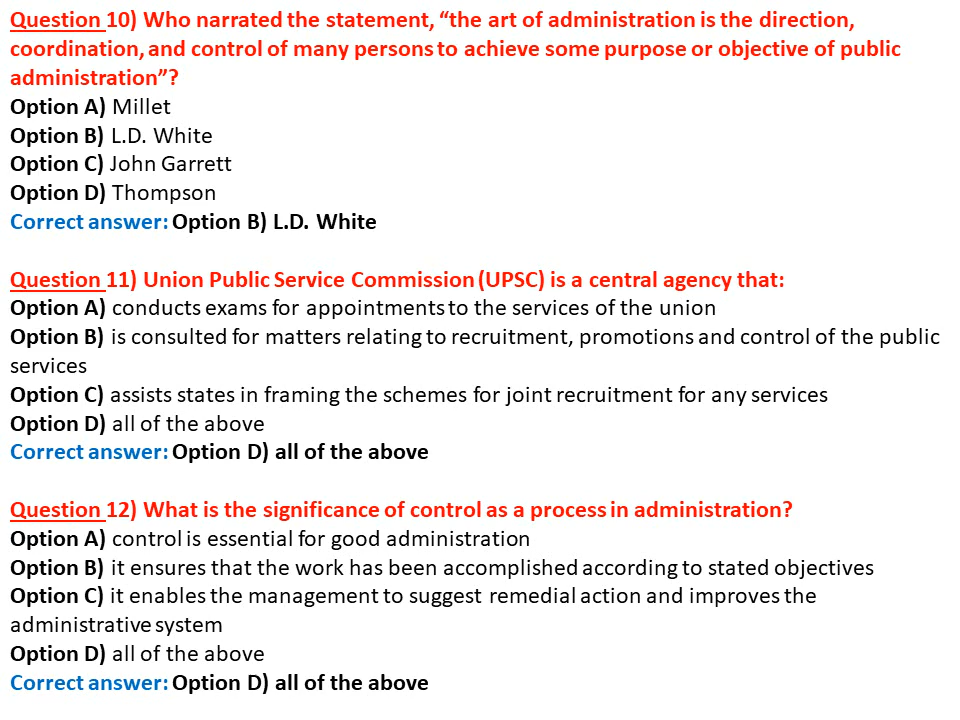 Question 10) Who narrated the statement, “the art of administration is the direction,
coordination, and control of many persons to achieve some purpose or objective of public
administration”?
Option A) Millet
Option B) L.D. White
Option C) John Garrett
Option D) Thompson
Correct answer: Option B) L.D. White
Question 11) Union Public Service Commission (UPSC) is a central agency that:
Option A) conducts exams for appointments to the services of the union
Option B) is consulted for matters relating to recruitment, promotions and control of the public
services
Option C) assists states in framing the schemes for joint recruitment for any services
Option D) all of the above
Correct answer: Option D) all of the above
Question 12) What is the significance of control as a process in administration?
Option A) control is essential for good administration
Option B) it ensures that the work has been accomplished according to stated objectives
Option C) it enables the management to suggest remedial action and improves the
administrative system
Option D) all of the above
Correct answer: Option D) all of the above